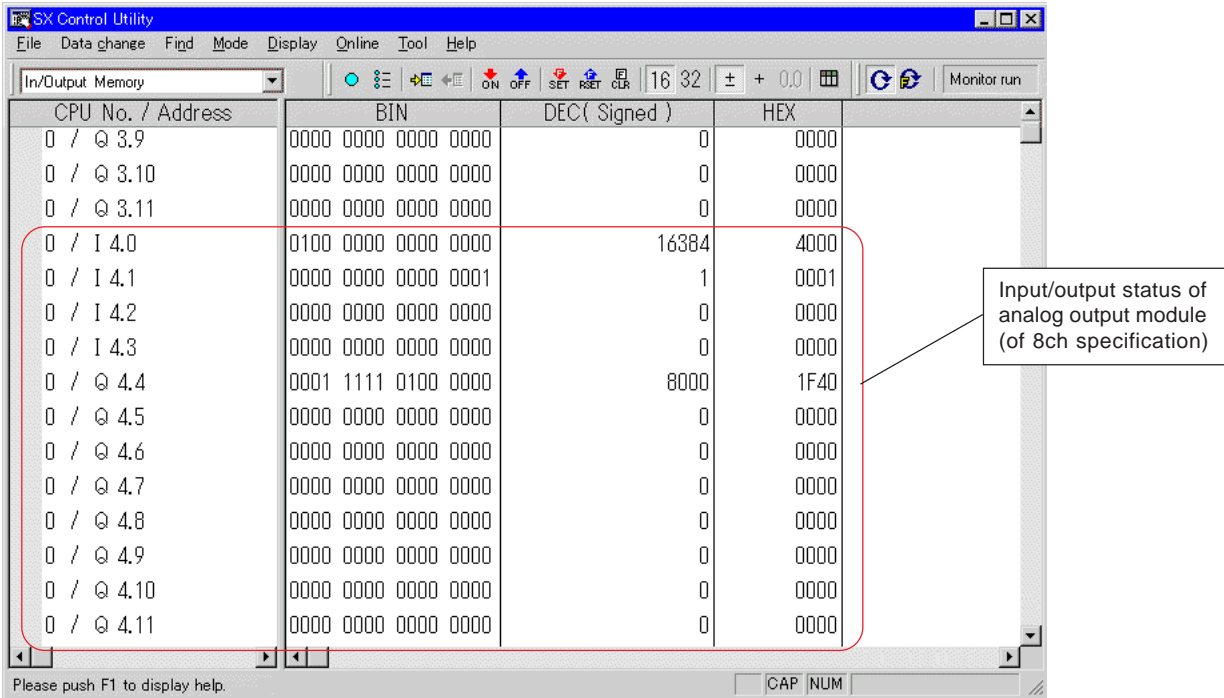 SX Control Utility
File Data change Find Mode Display Online Tool Help
In/Output Memory ON OFF SET RSET CLR 16 32 ± + 0.0 Monitor run
CPU No. / Address BIN DEC( Signed ) HEX
0 / Q 3.9 0000 0000 0000 0000 0 0000
0 / Q 3.10 0000 0000 0000 0000 0 0000
0 / Q 3.11 0000 0000 0000 0000 0 0000
0 / I 4.0 0100 0000 0000 0000 16384 4000
0 / I 4.1 0000 0000 0000 0001 1 0001
0 / I 4.2 0000 0000 0000 0000 0 0000
0 / I 4.3 0000 0000 0000 0000 0 0000
0 / Q 4.4 0001 1111 0100 0000 8000 1F40
0 / Q 4.5 0000 0000 0000 0000 0 0000
0 / Q 4.6 0000 0000 0000 0000 0 0000
0 / Q 4.7 0000 0000 0000 0000 0 0000
0 / Q 4.8 0000 0000 0000 0000 0 0000
0 / Q 4.9 0000 0000 0000 0000 0 0000
0 / Q 4.10 0000 0000 0000 0000 0 0000
0 / Q 4.11 0000 0000 0000 0000 0 0000
Input/output status of
analog output module
(of 8ch specification)
Please push F1 to display help. CAP NUM